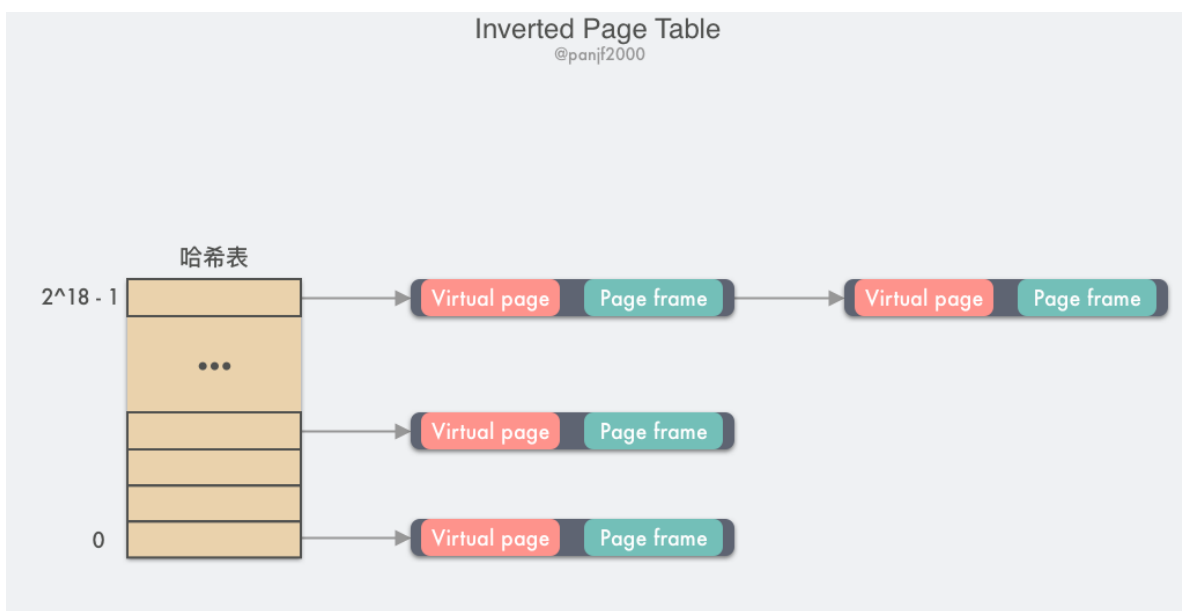 Inverted Page Table
@panjf2000
哈希表
2^18 - 1
Virtual page Page frame Virtual page Page frame
•••
Virtual page Page frame
0
Virtual page Page frame